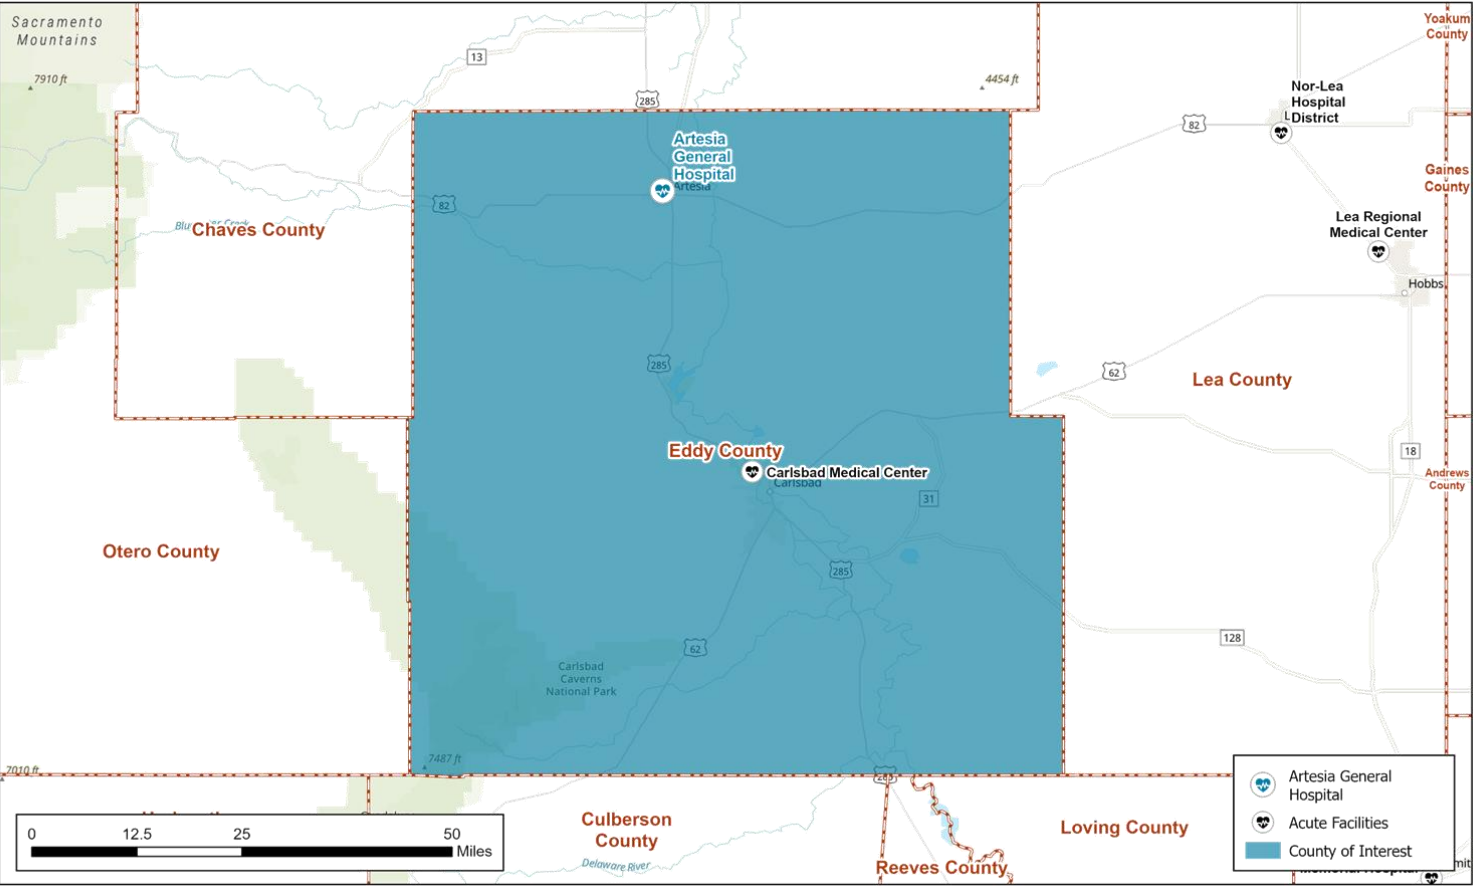 Sacramento
Mountains
7910 ft
13
285
4454 ft
Yoakum
County
Nor-Lea
Hospital
District
L
82
Artesia
General
Hospital
Artesia
82
Gaines
County
Chaves County
Lea Regional
Medical Center
Hobbs
285
62
Lea County
Eddy County
Carlsbad Medical Center
Carlsbad
18
Andrews
County
31
Otero County
285
62
128
Carlsbad
Caverns
National Park
7487 ft
7010 ft
285
Culberson
County
Loving County
Delaware River
Reeves County
0 12.5 25 50
Miles
Artesia General
Hospital
Acute Facilities
County of Interest